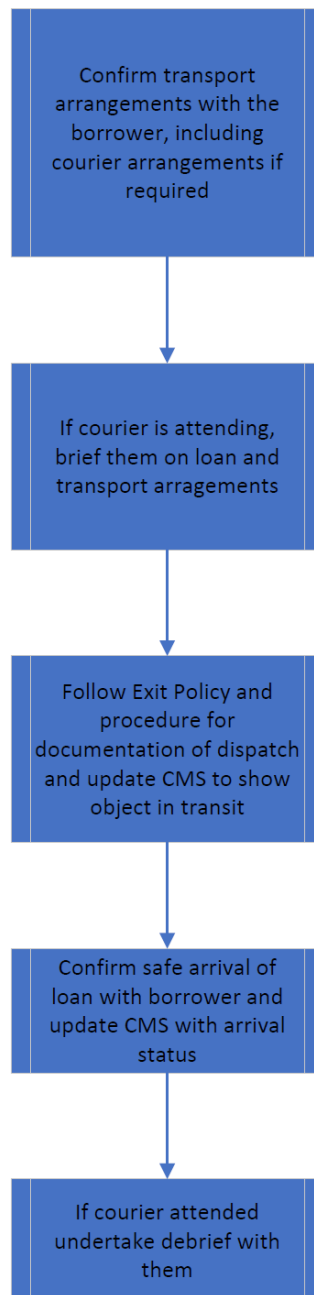 Confirm transport
arrangements with the
borrower, including
courier arrangements if
required
If courier is attending,
brief them on loan and
transport arragements
Follow Exit Policy and
procedure for
documentation of dispatch
and update CMS to show
object in transit
Confirm safe arrival of
loan with borrower and
update CMS with arrival
status
If courier attended
undertake debrief with
them